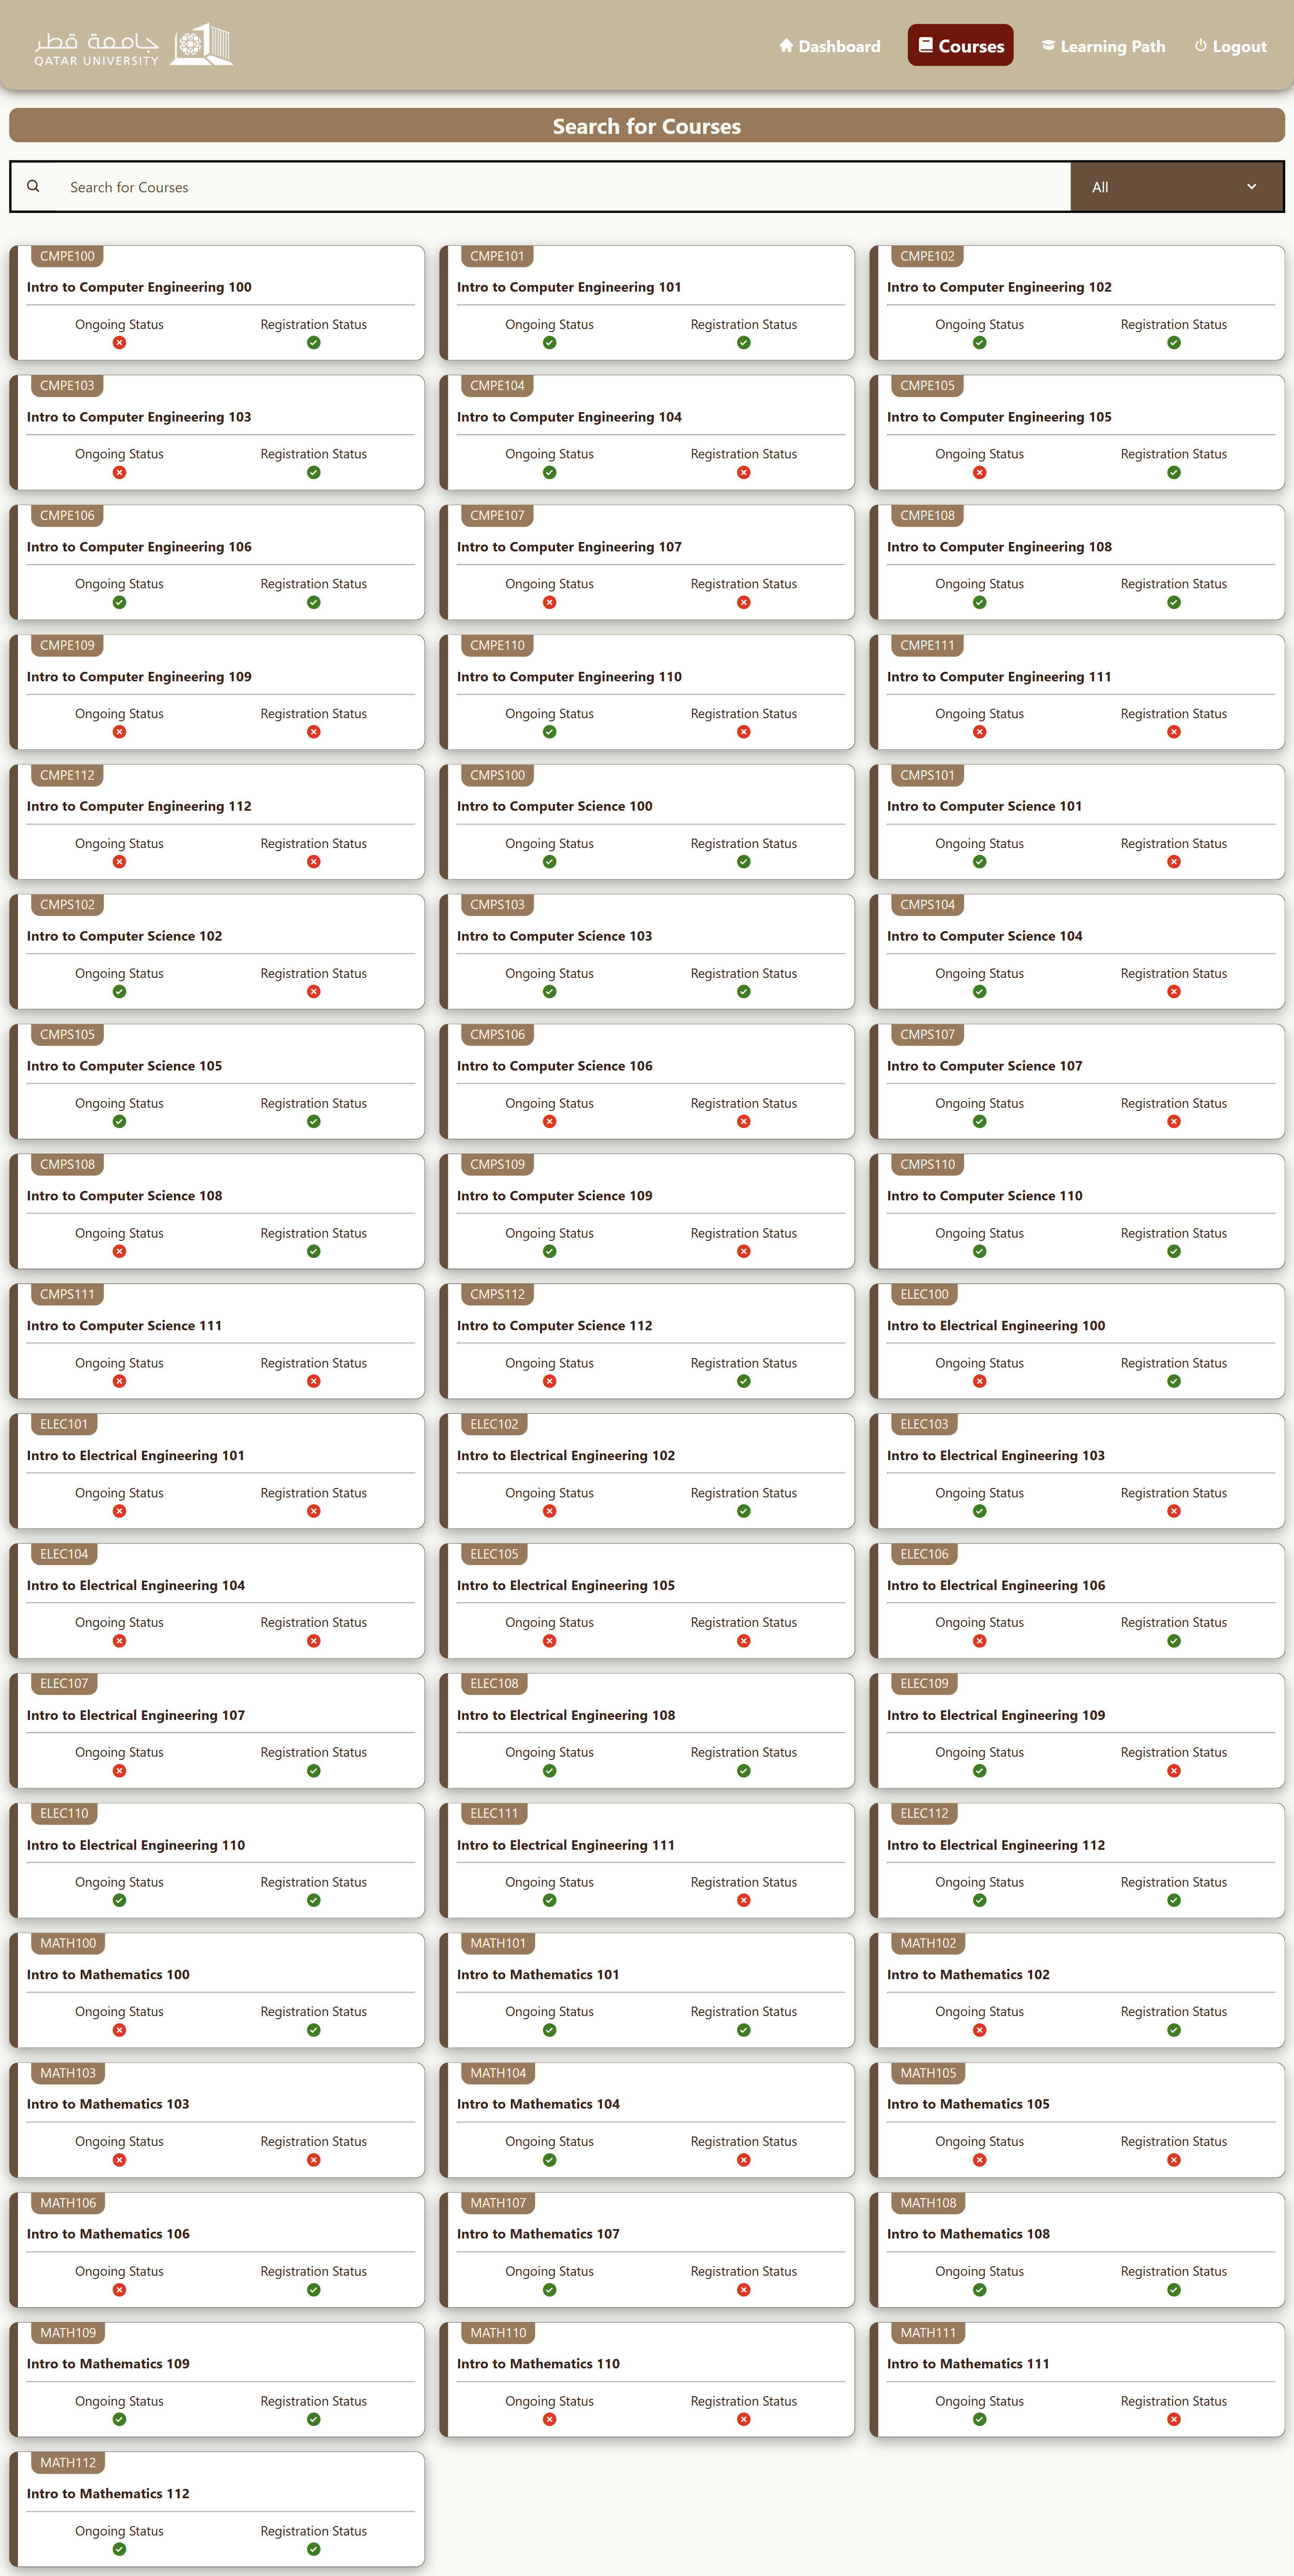 جامعة قطر
QATAR UNIVERSITY
Dashboard Courses Learning Path Logout
Search for Courses
Search for Courses All
CMPE100 CMPE101 CMPE102
Intro to Computer Engineering 100 Intro to Computer Engineering 101 Intro to Computer Engineering 102
Ongoing Status Registration Status Ongoing Status Registration Status Ongoing Status Registration Status
CMPE103 CMPE104 CMPE105
Intro to Computer Engineering 103 Intro to Computer Engineering 104 Intro to Computer Engineering 105
Ongoing Status Registration Status Ongoing Status Registration Status Ongoing Status Registration Status
CMPE106 CMPE107 CMPE108
Intro to Computer Engineering 106 Intro to Computer Engineering 107 Intro to Computer Engineering 108
Ongoing Status Registration Status Ongoing Status Registration Status Ongoing Status Registration Status
CMPE109 CMPE110 CMPE111
Intro to Computer Engineering 109 Intro to Computer Engineering 110 Intro to Computer Engineering 111
Ongoing Status Registration Status Ongoing Status Registration Status Ongoing Status Registration Status
CMPE112 CMPS100 CMPS101
Intro to Computer Engineering 112 Intro to Computer Science 100 Intro to Computer Science 101
Ongoing Status Registration Status Ongoing Status Registration Status Ongoing Status Registration Status
CMPS102 CMPS103 CMPS104
Intro to Computer Science 102 Intro to Computer Science 103 Intro to Computer Science 104
Ongoing Status Registration Status Ongoing Status Registration Status Ongoing Status Registration Status
CMPS105 CMPS106 CMPS107
Intro to Computer Science 105 Intro to Computer Science 106 Intro to Computer Science 107
Ongoing Status Registration Status Ongoing Status Registration Status Ongoing Status Registration Status
CMPS108 CMPS109 CMPS110
Intro to Computer Science 108 Intro to Computer Science 109 Intro to Computer Science 110
Ongoing Status Registration Status Ongoing Status Registration Status Ongoing Status Registration Status
CMPS111 CMPS112 ELEC100
Intro to Computer Science 111 Intro to Computer Science 112 Intro to Electrical Engineering 100
Ongoing Status Registration Status Ongoing Status Registration Status Ongoing Status Registration Status
ELEC101 ELEC102 ELEC103
Intro to Electrical Engineering 101 Intro to Electrical Engineering 102 Intro to Electrical Engineering 103
Ongoing Status Registration Status Ongoing Status Registration Status Ongoing Status Registration Status
ELEC104 ELEC105 ELEC106
Intro to Electrical Engineering 104 Intro to Electrical Engineering 105 Intro to Electrical Engineering 106
Ongoing Status Registration Status Ongoing Status Registration Status Ongoing Status Registration Status
ELEC107 ELEC108 ELEC109
Intro to Electrical Engineering 107 Intro to Electrical Engineering 108 Intro to Electrical Engineering 109
Ongoing Status Registration Status Ongoing Status Registration Status Ongoing Status Registration Status
ELEC110 ELEC111 ELEC112
Intro to Electrical Engineering 110 Intro to Electrical Engineering 111 Intro to Electrical Engineering 112
Ongoing Status Registration Status Ongoing Status Registration Status Ongoing Status Registration Status
MATH100 MATH101 MATH102
Intro to Mathematics 100 Intro to Mathematics 101 Intro to Mathematics 102
Ongoing Status Registration Status Ongoing Status Registration Status Ongoing Status Registration Status
MATH103 MATH104 MATH105
Intro to Mathematics 103 Intro to Mathematics 104 Intro to Mathematics 105
Ongoing Status Registration Status Ongoing Status Registration Status Ongoing Status Registration Status
MATH106 MATH107 MATH108
Intro to Mathematics 106 Intro to Mathematics 107 Intro to Mathematics 108
Ongoing Status Registration Status Ongoing Status Registration Status Ongoing Status Registration Status
MATH109 MATH110 MATH111
Intro to Mathematics 109 Intro to Mathematics 110 Intro to Mathematics 111
Ongoing Status Registration Status Ongoing Status Registration Status Ongoing Status Registration Status
MATH112
Intro to Mathematics 112
Ongoing Status Registration Status